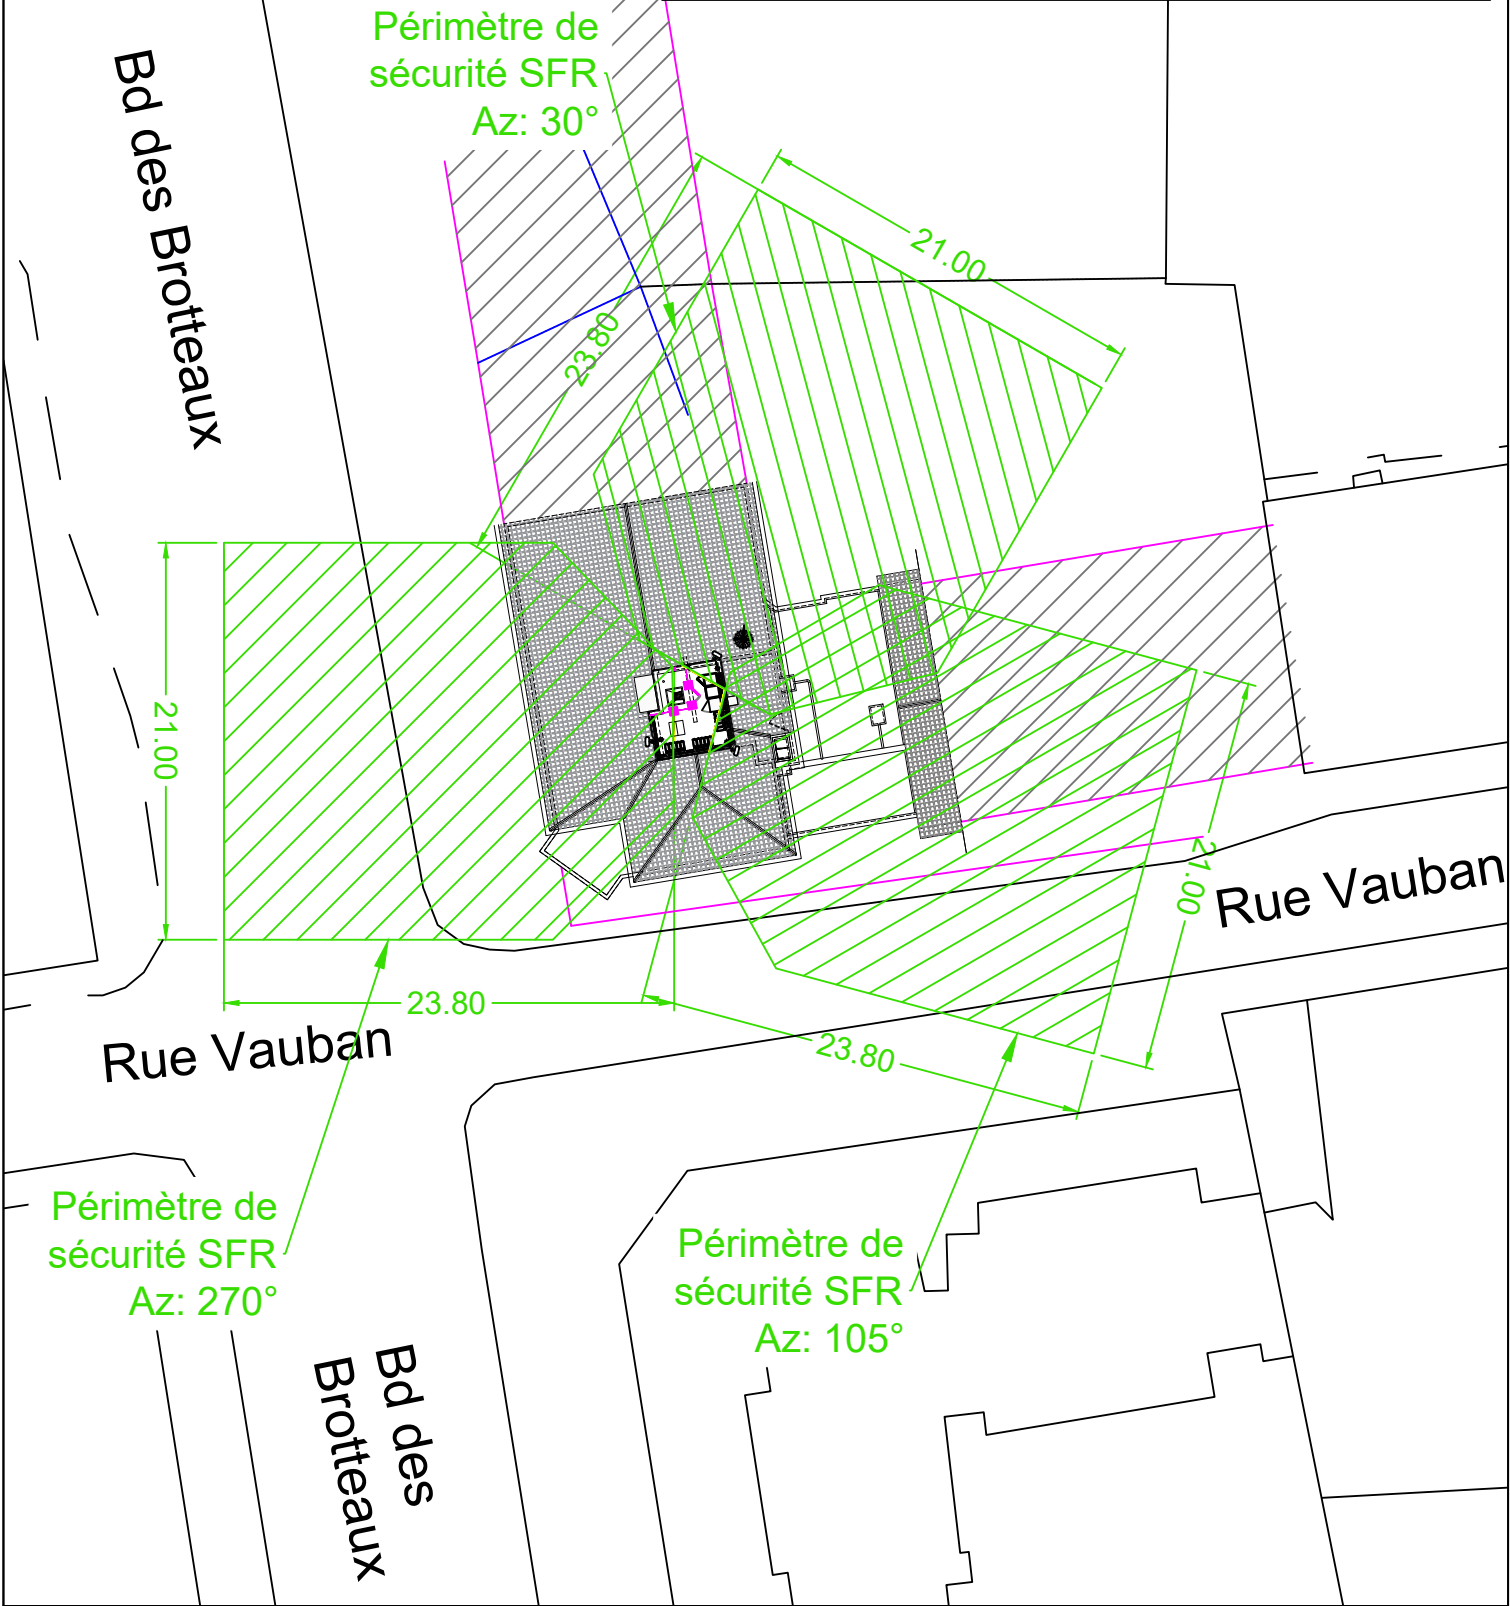 Périmètre de
sécurité SFR
Az: 30°
Bd des Brotteaux
21.00
23.80
21.00
21.00
Rue Vauban
23.80
23.80
Rue Vauban
Périmètre de
sécurité SFR
Az: 270°
Périmètre de
sécurité SFR
Az: 105°
Bd des
Brotteaux